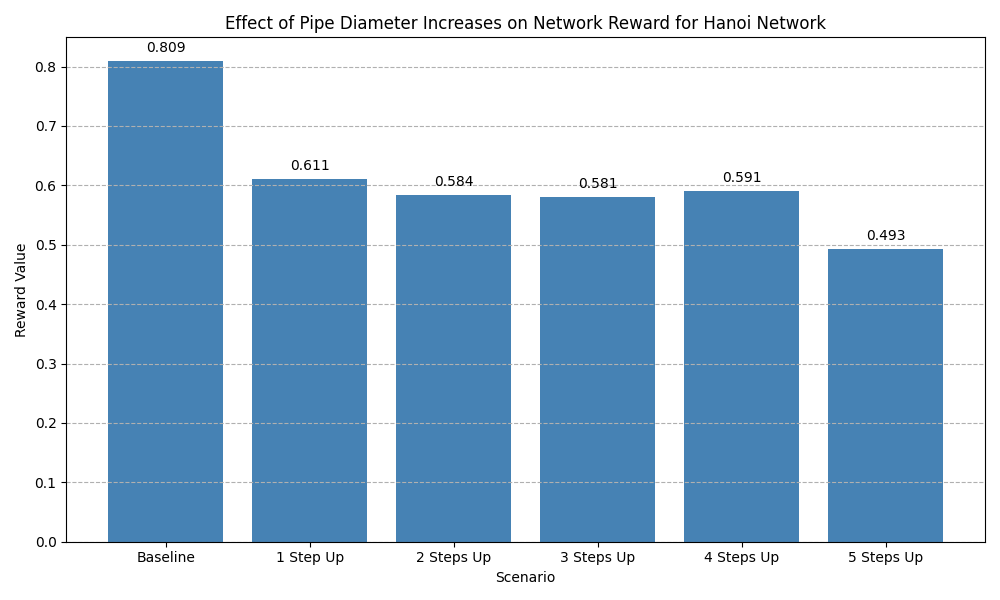 Effect of Pipe Diameter Increases on Network Reward for Hanoi Network
0.809
0.611
0.584
0.581
0.591
0.493
Reward Value
0.8
0.7
0.6
0.5
0.4
0.3
0.2
0.1
0.0
Baseline
1 Step Up
2 Steps Up
3 Steps Up
4 Steps Up
5 Steps Up
Scenario